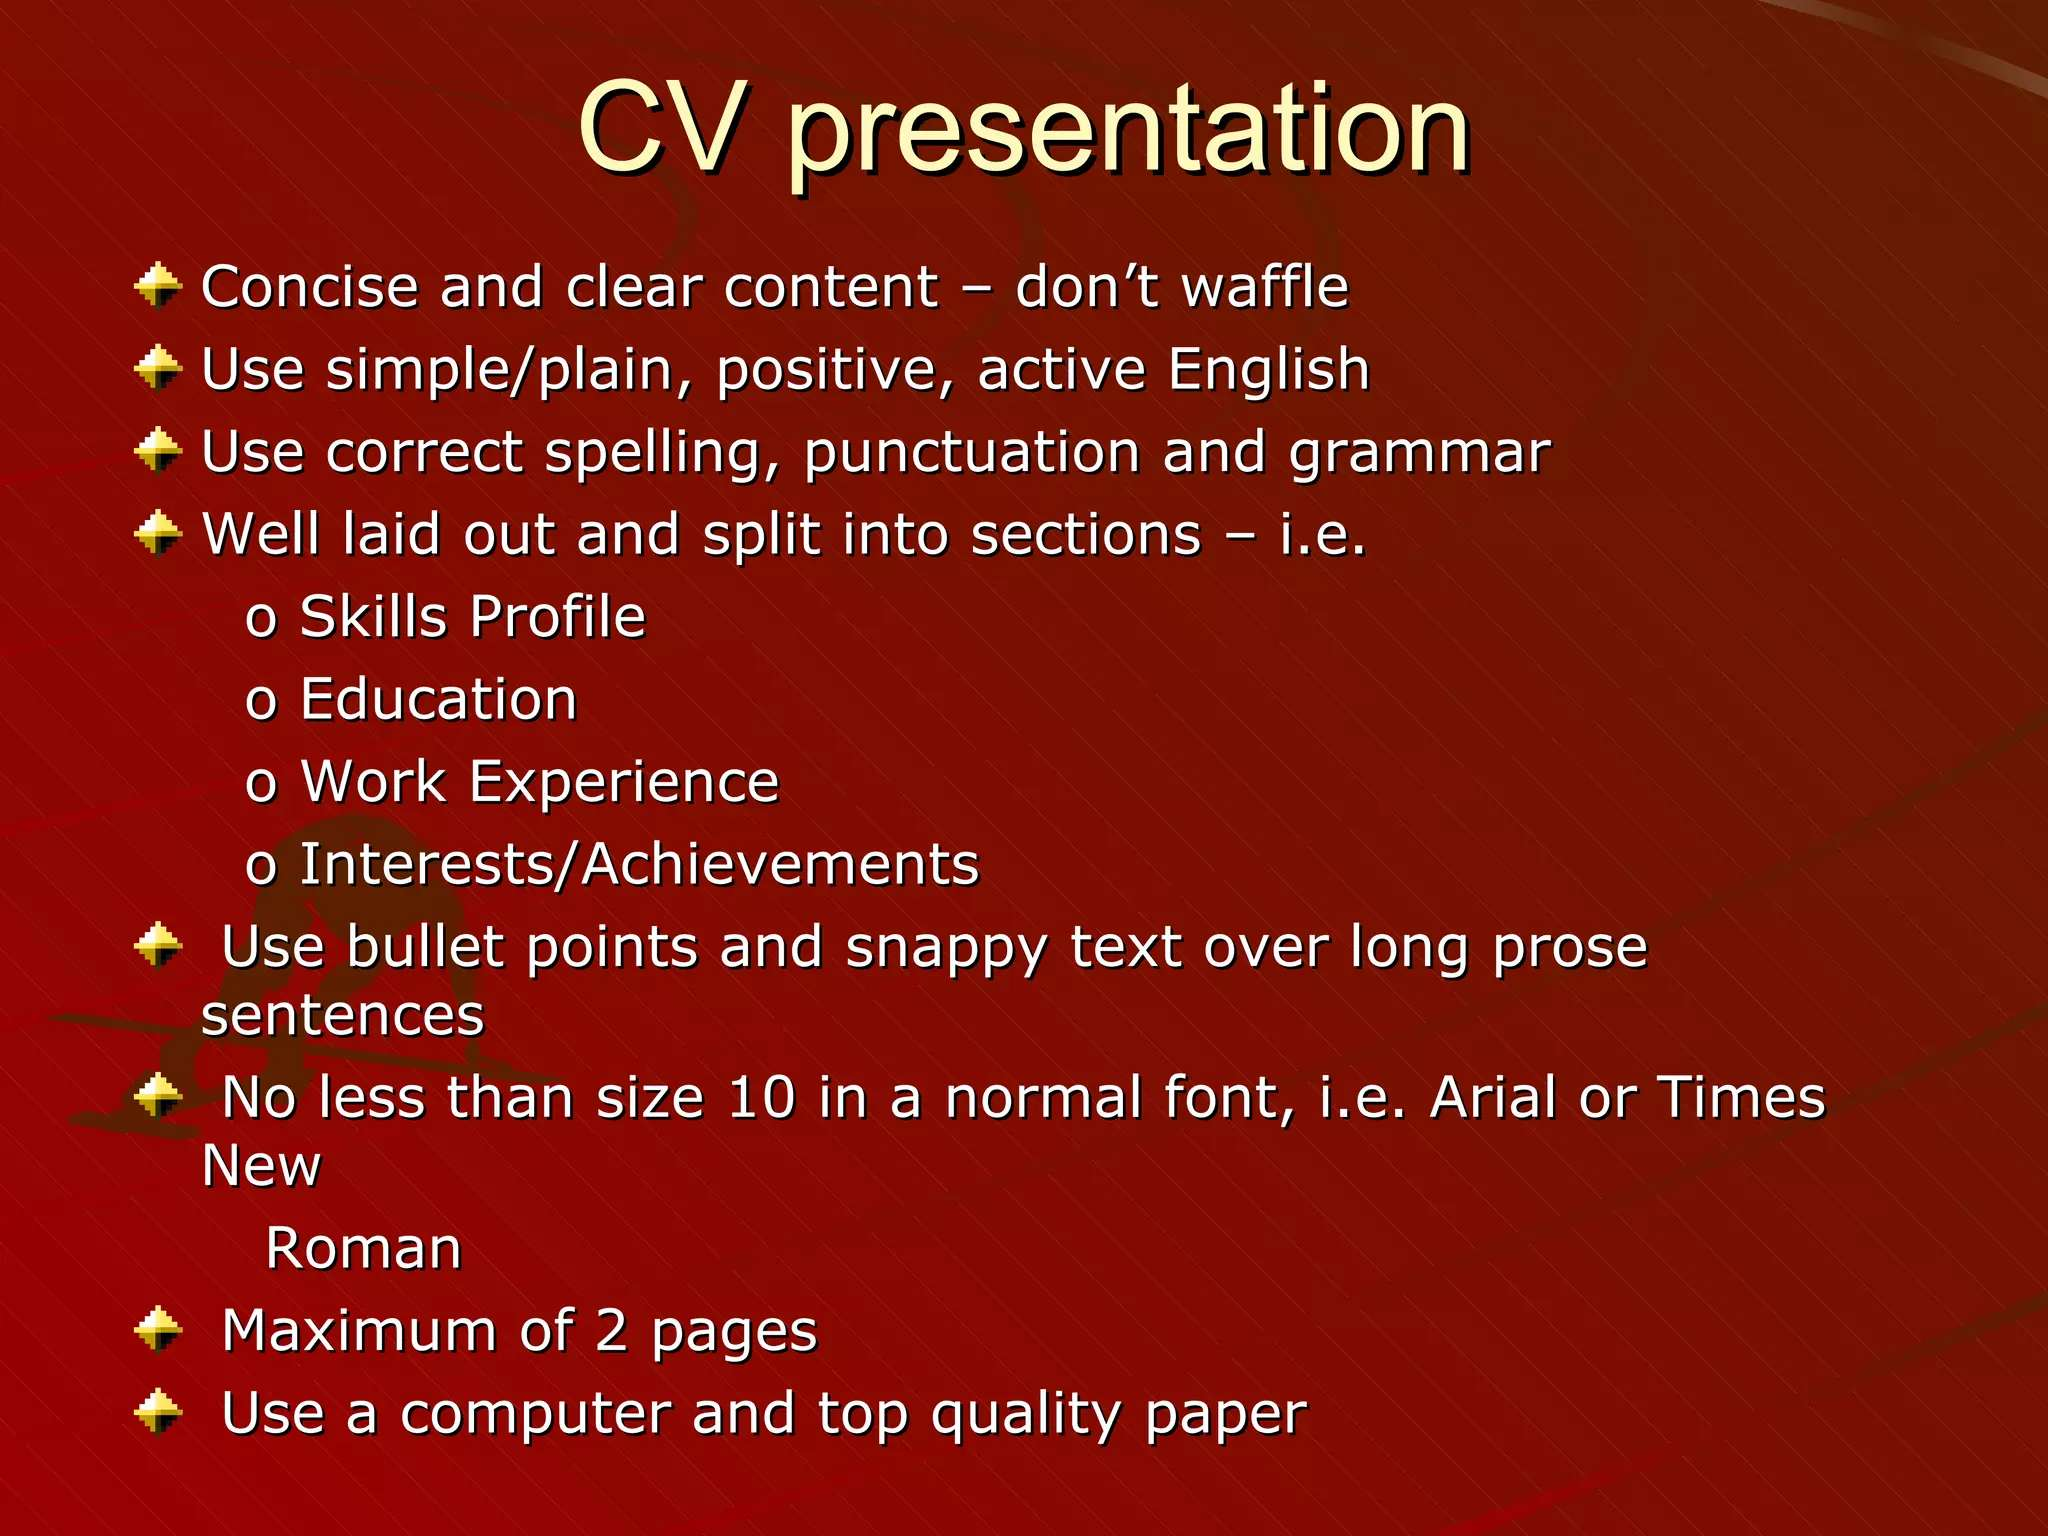 CV presentation
Concise and clear content – don’t waffle
Use simple/plain, positive, active English
Use correct spelling, punctuation and grammar
Well laid out and split into sections – i.e.
o Skills Profile
o Education
o Work Experience
o Interests/Achievements
Use bullet points and snappy text over long prose
sentences
No less than size 10 in a normal font, i.e. Arial or Times
New
Roman
Maximum of 2 pages
Use a computer and top quality paper